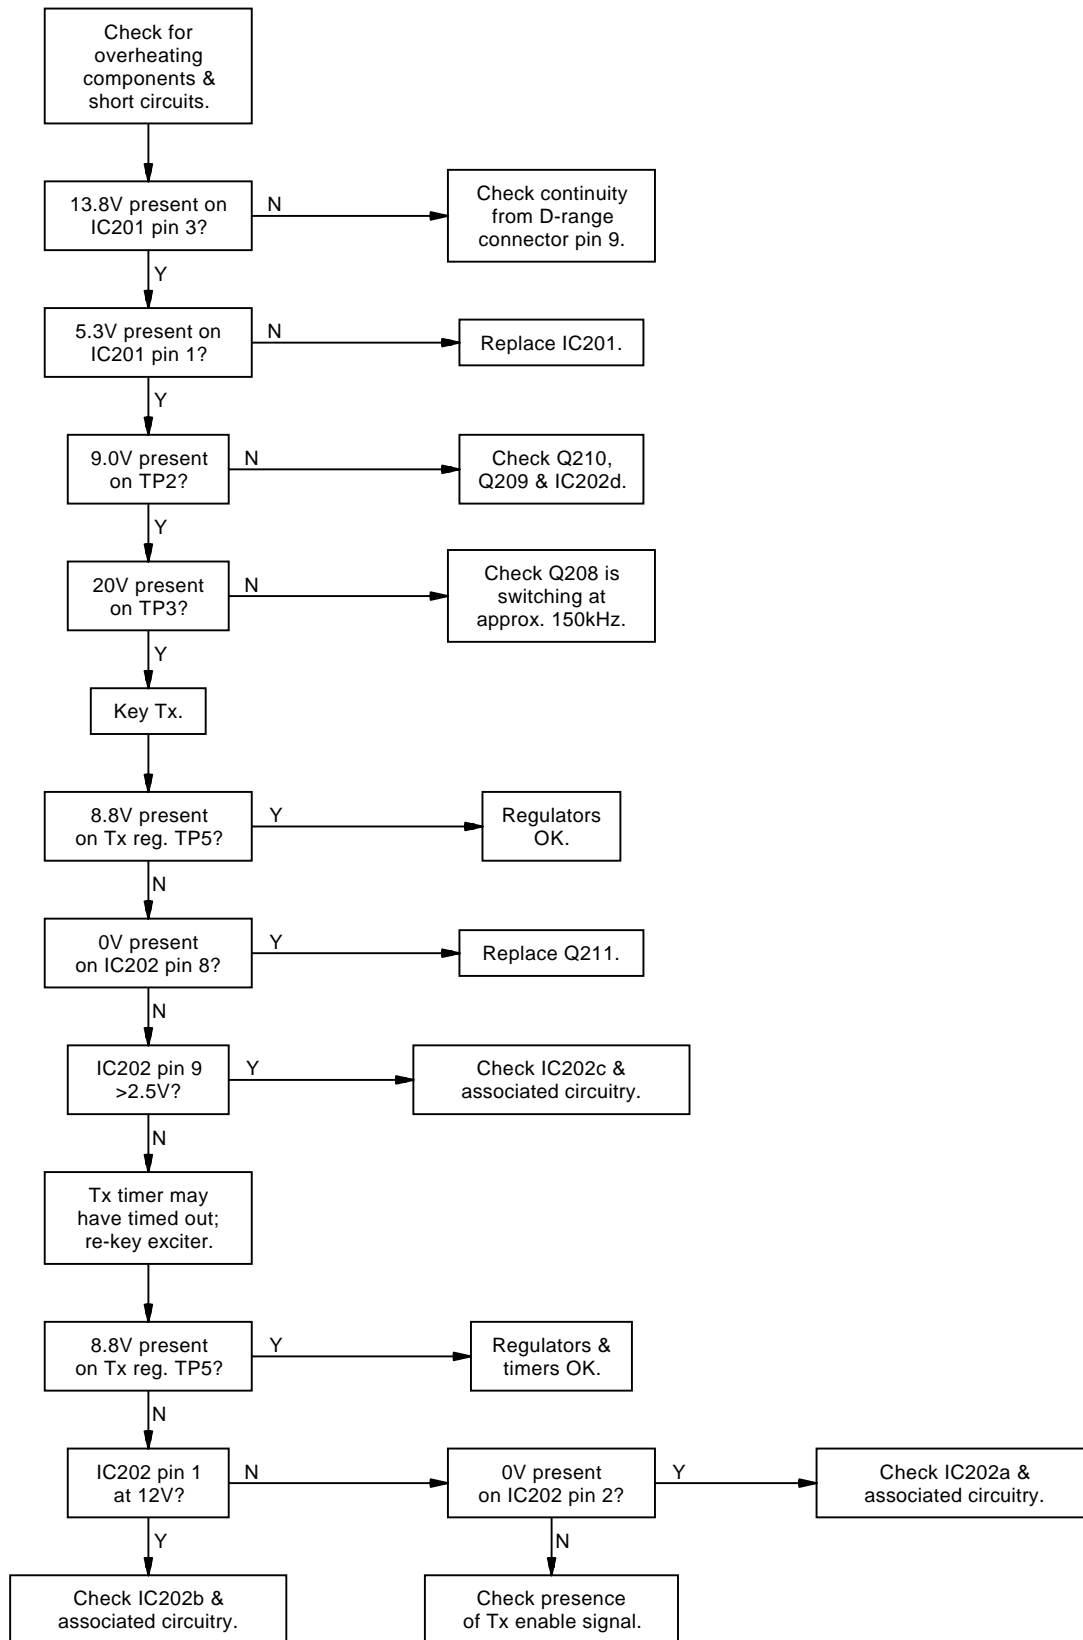 Check for
overheating
components &
short circuits.
13.8V present on
IC201 pin 3?
N
Check continuity
from D-range
connector pin 9.
Y
5.3V present on
IC201 pin 1?
N
Replace IC201.
Y
9.0V present
on TP2?
N
Check Q210,
Q209 & IC202d.
Y
20V present
on TP3?
N
Check Q208 is
switching at
approx. 150kHz.
Y
Key Tx.
8.8V present
on Tx reg. TP5?
Y
Regulators
OK.
N
0V present
on IC202 pin 8?
Y
Replace Q211.
N
IC202 pin 9
>2.5V?
Y
Check IC202c &
associated circuitry.
N
Tx timer may
have timed out;
re-key exciter.
8.8V present
on Tx reg. TP5?
Y
Regulators &
timers OK.
N
IC202 pin 1
at 12V?
N
0V present
on IC202 pin 2?
Y
Check IC202a &
associated circuitry.
Y
N
Check IC202b &
associated circuitry.
Check presence
of Tx enable signal.